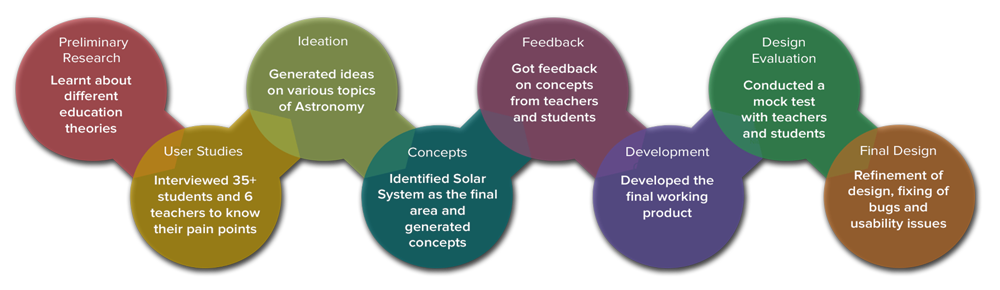 Preliminary
Research
Learnt about
different
education
theories
User Studies
Interviewed 35+
students and 6
teachers to know
their pain points
Ideation
Generated ideas
on various topics
of Astronomy
Concepts
Identified Solar
System as the final
area and
generated
concepts
Feedback
Got feedback
on concepts
from teachers
and students
Development
Developed the
final working
product
Design
Evaluation
Conducted a
mock test
with teachers
and students
Final Design
Refinement of
design, fixing of
bugs and
usability issues